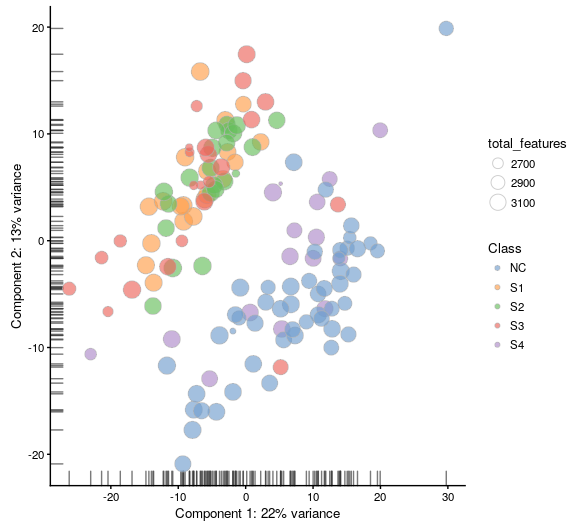 20
10
0
-10
-20
Component 2: 13% variance
-20
-10
0
10
20
30
Component 1: 22% variance
total_features
2700
2900
3100
Class
NC
S1
S2
S3
S4